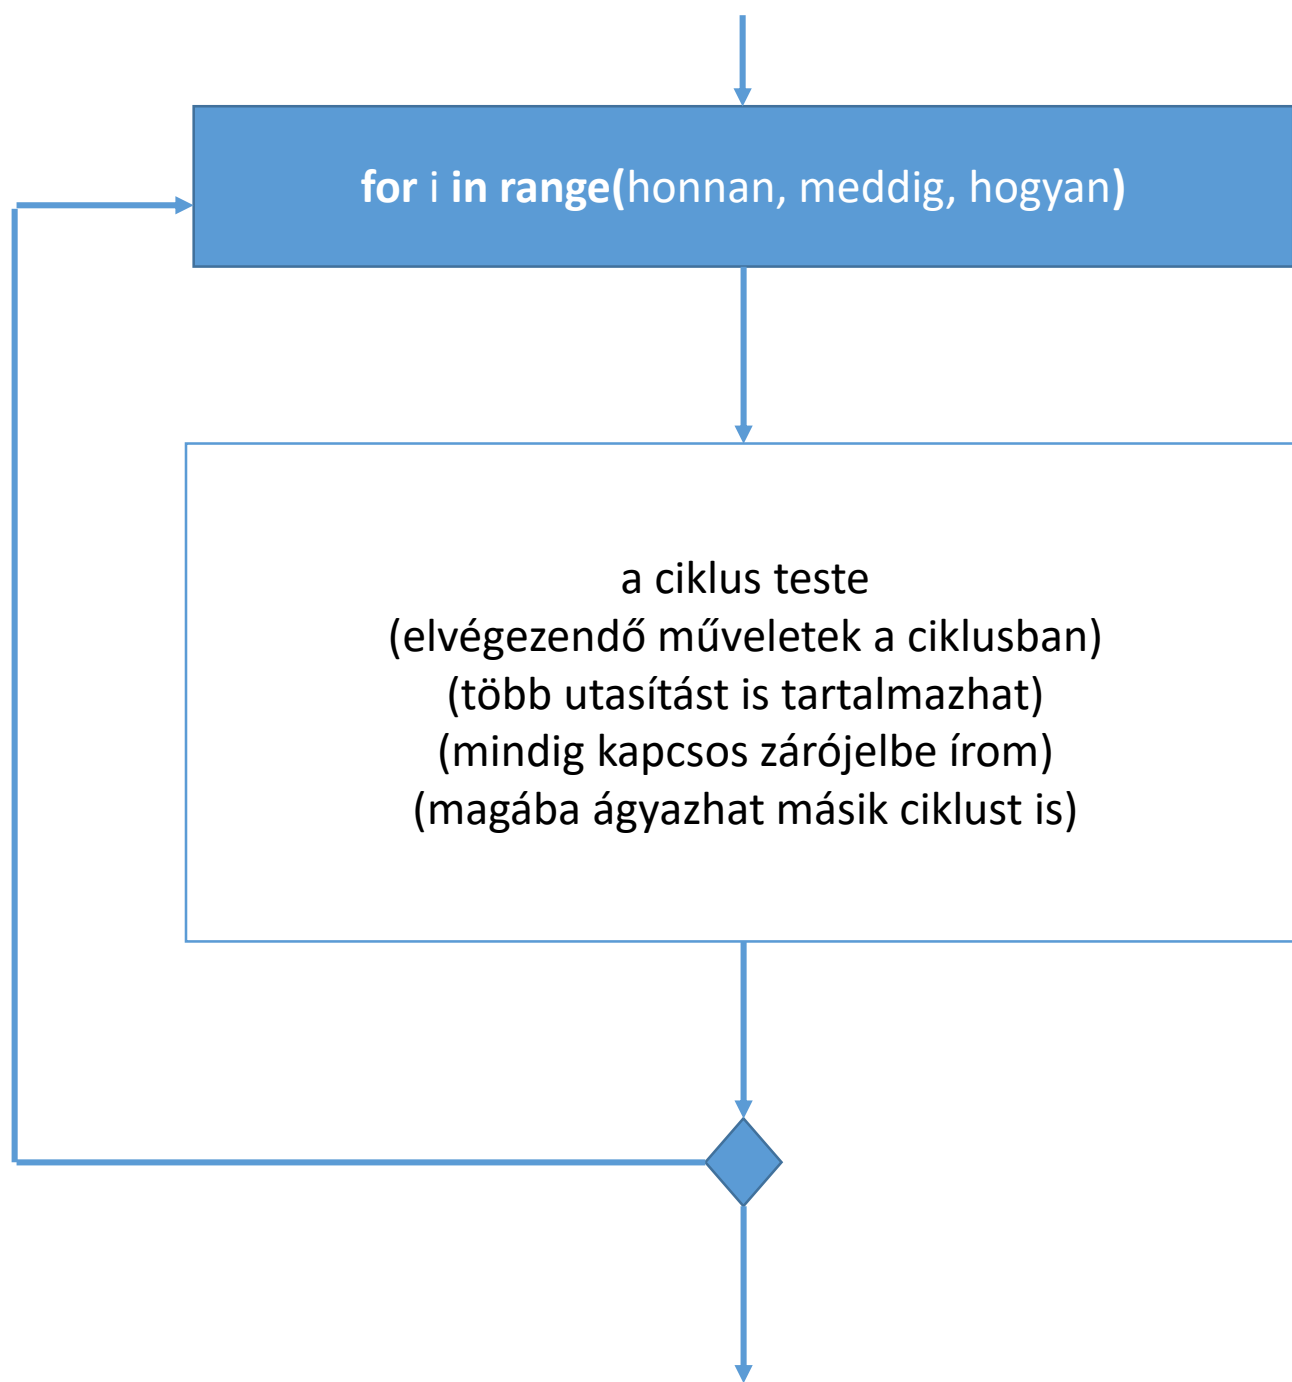 for i in range(honnan, meddig, hogyan)
a ciklus teste
(elvégezendő műveletek a ciklusban)
(több utasítást is tartalmazhat)
(mindig kapcsos zárójelbe írom)
(magába ágyazhat másik ciklust is)